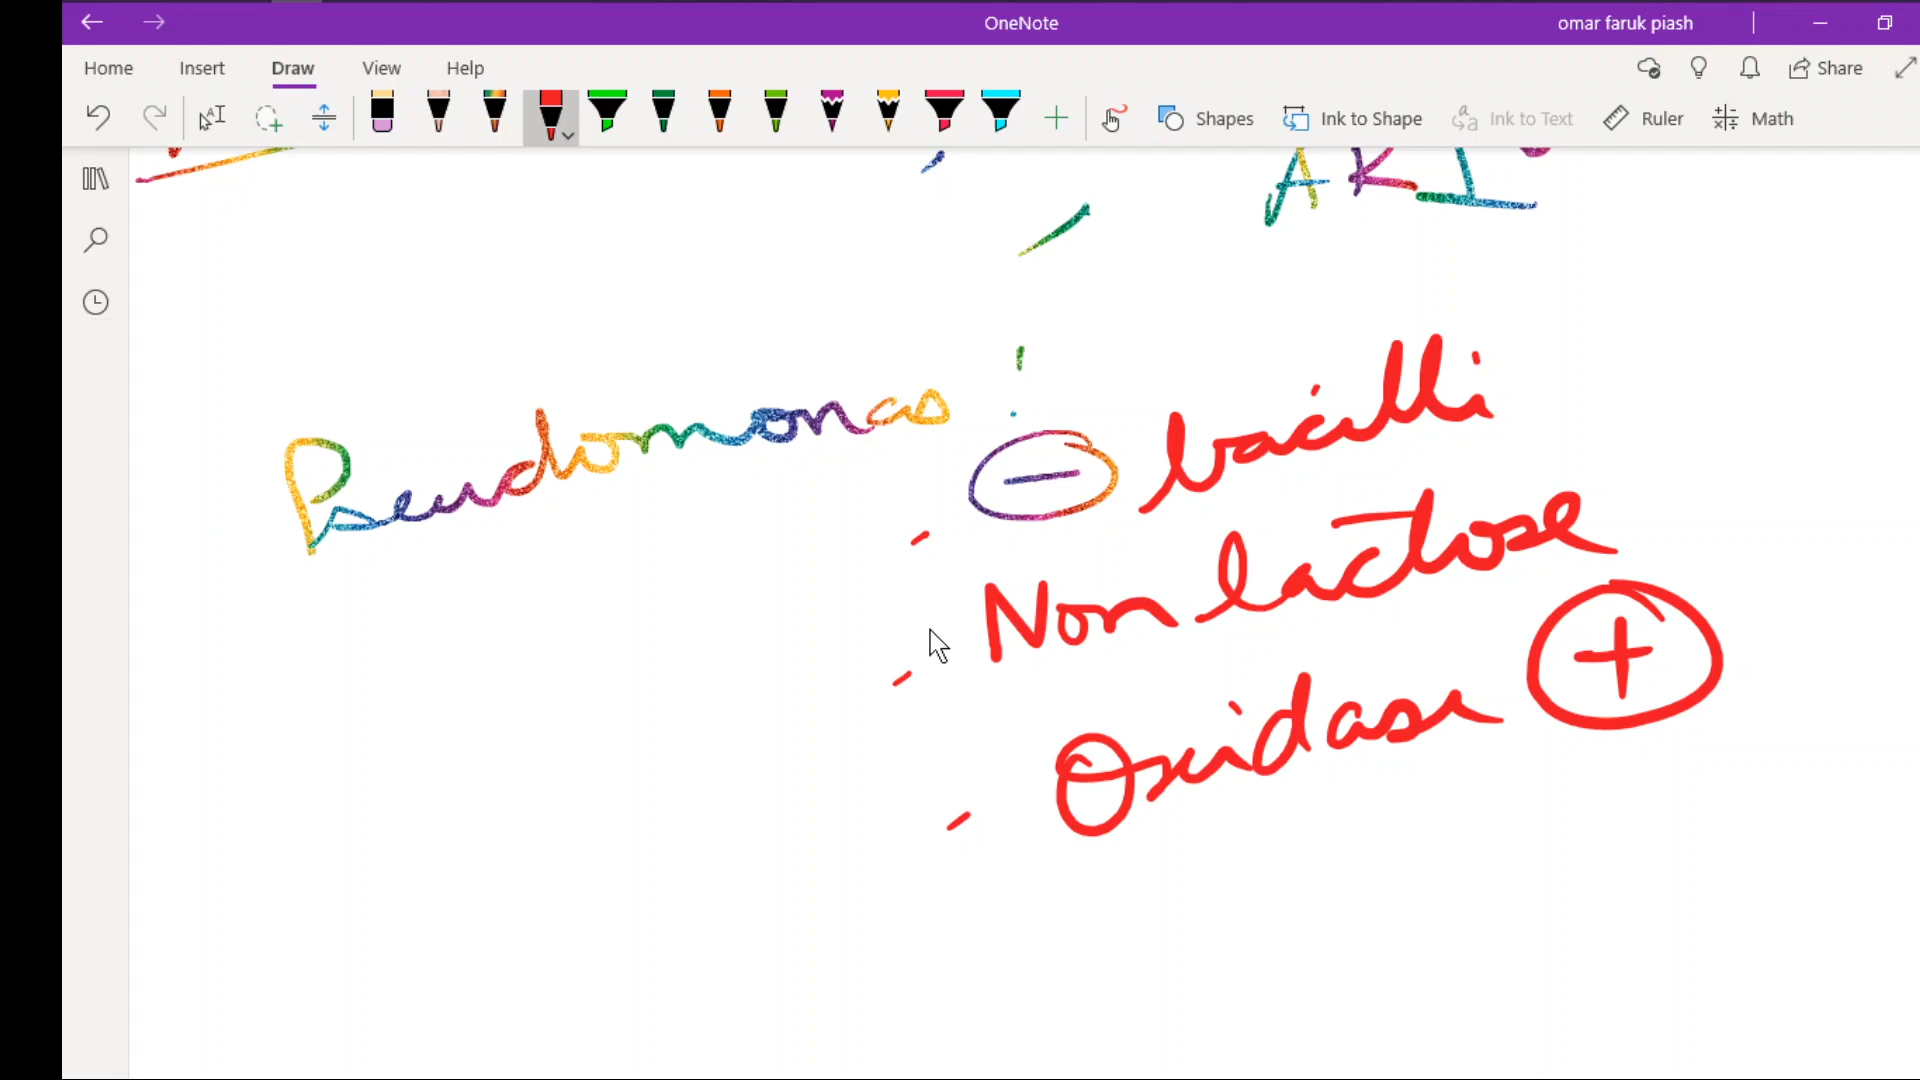 OneNote
omar faruk piash
Home Insert Draw View Help
Share
Shapes Ink to Shape Ink to Text Ruler Math
ARI
Pseudomonas :
- bacilli
- Non lactose
- Oxidase +
-